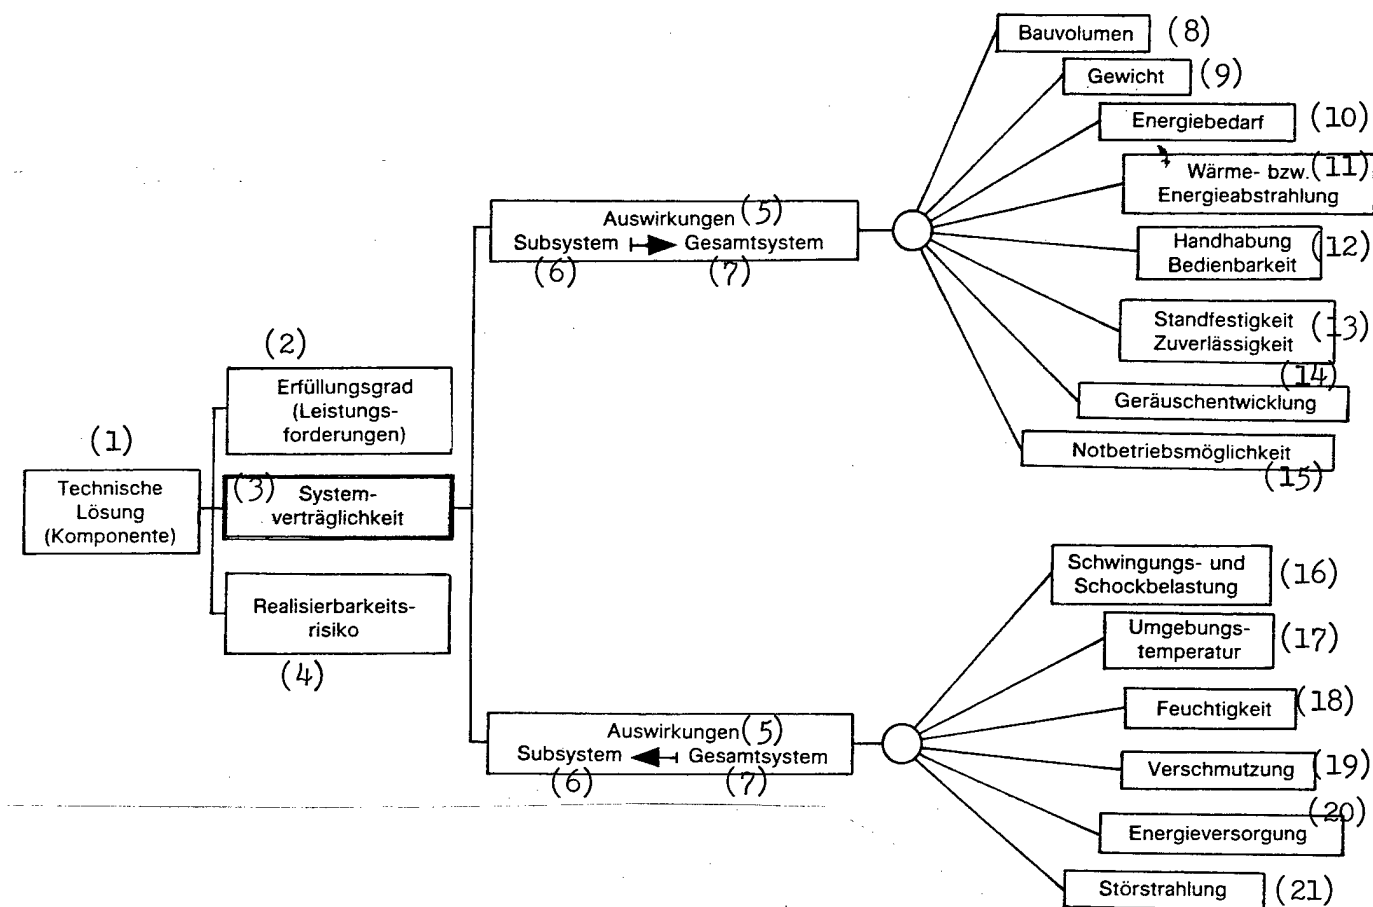 Bauvolumen (8)
Gewicht (9)
Energiebedarf (10)
Wärme- bzw. (11)
Energieabstrahlung
Auswirkungen (5)
Subsystem Gesamtsystem
(6) (7)
Handhabung (12)
Bedienbarkeit
Standfestigkeit (13)
Zuverlässigkeit
(14)
Geräuschentwicklung
Notbetriebsmöglichkeit
(15)
(2)
Erfüllungsgrad
(Leistungs-
forderungen)
(1)
Technische
Lösung
(Komponente)
(3) System-
verträglichkeit
Realisierbarkeits-
risiko
(4)
Schwingungs- und (16)
Schockbelastung
Umgebungs- (17)
temperatur
Feuchtigkeit (18)
Auswirkungen (5)
Subsystem Gesamtsystem
(6) (7)
Verschmutzung (19)
(20)
Energieversorgung
Störstrahlung (21)